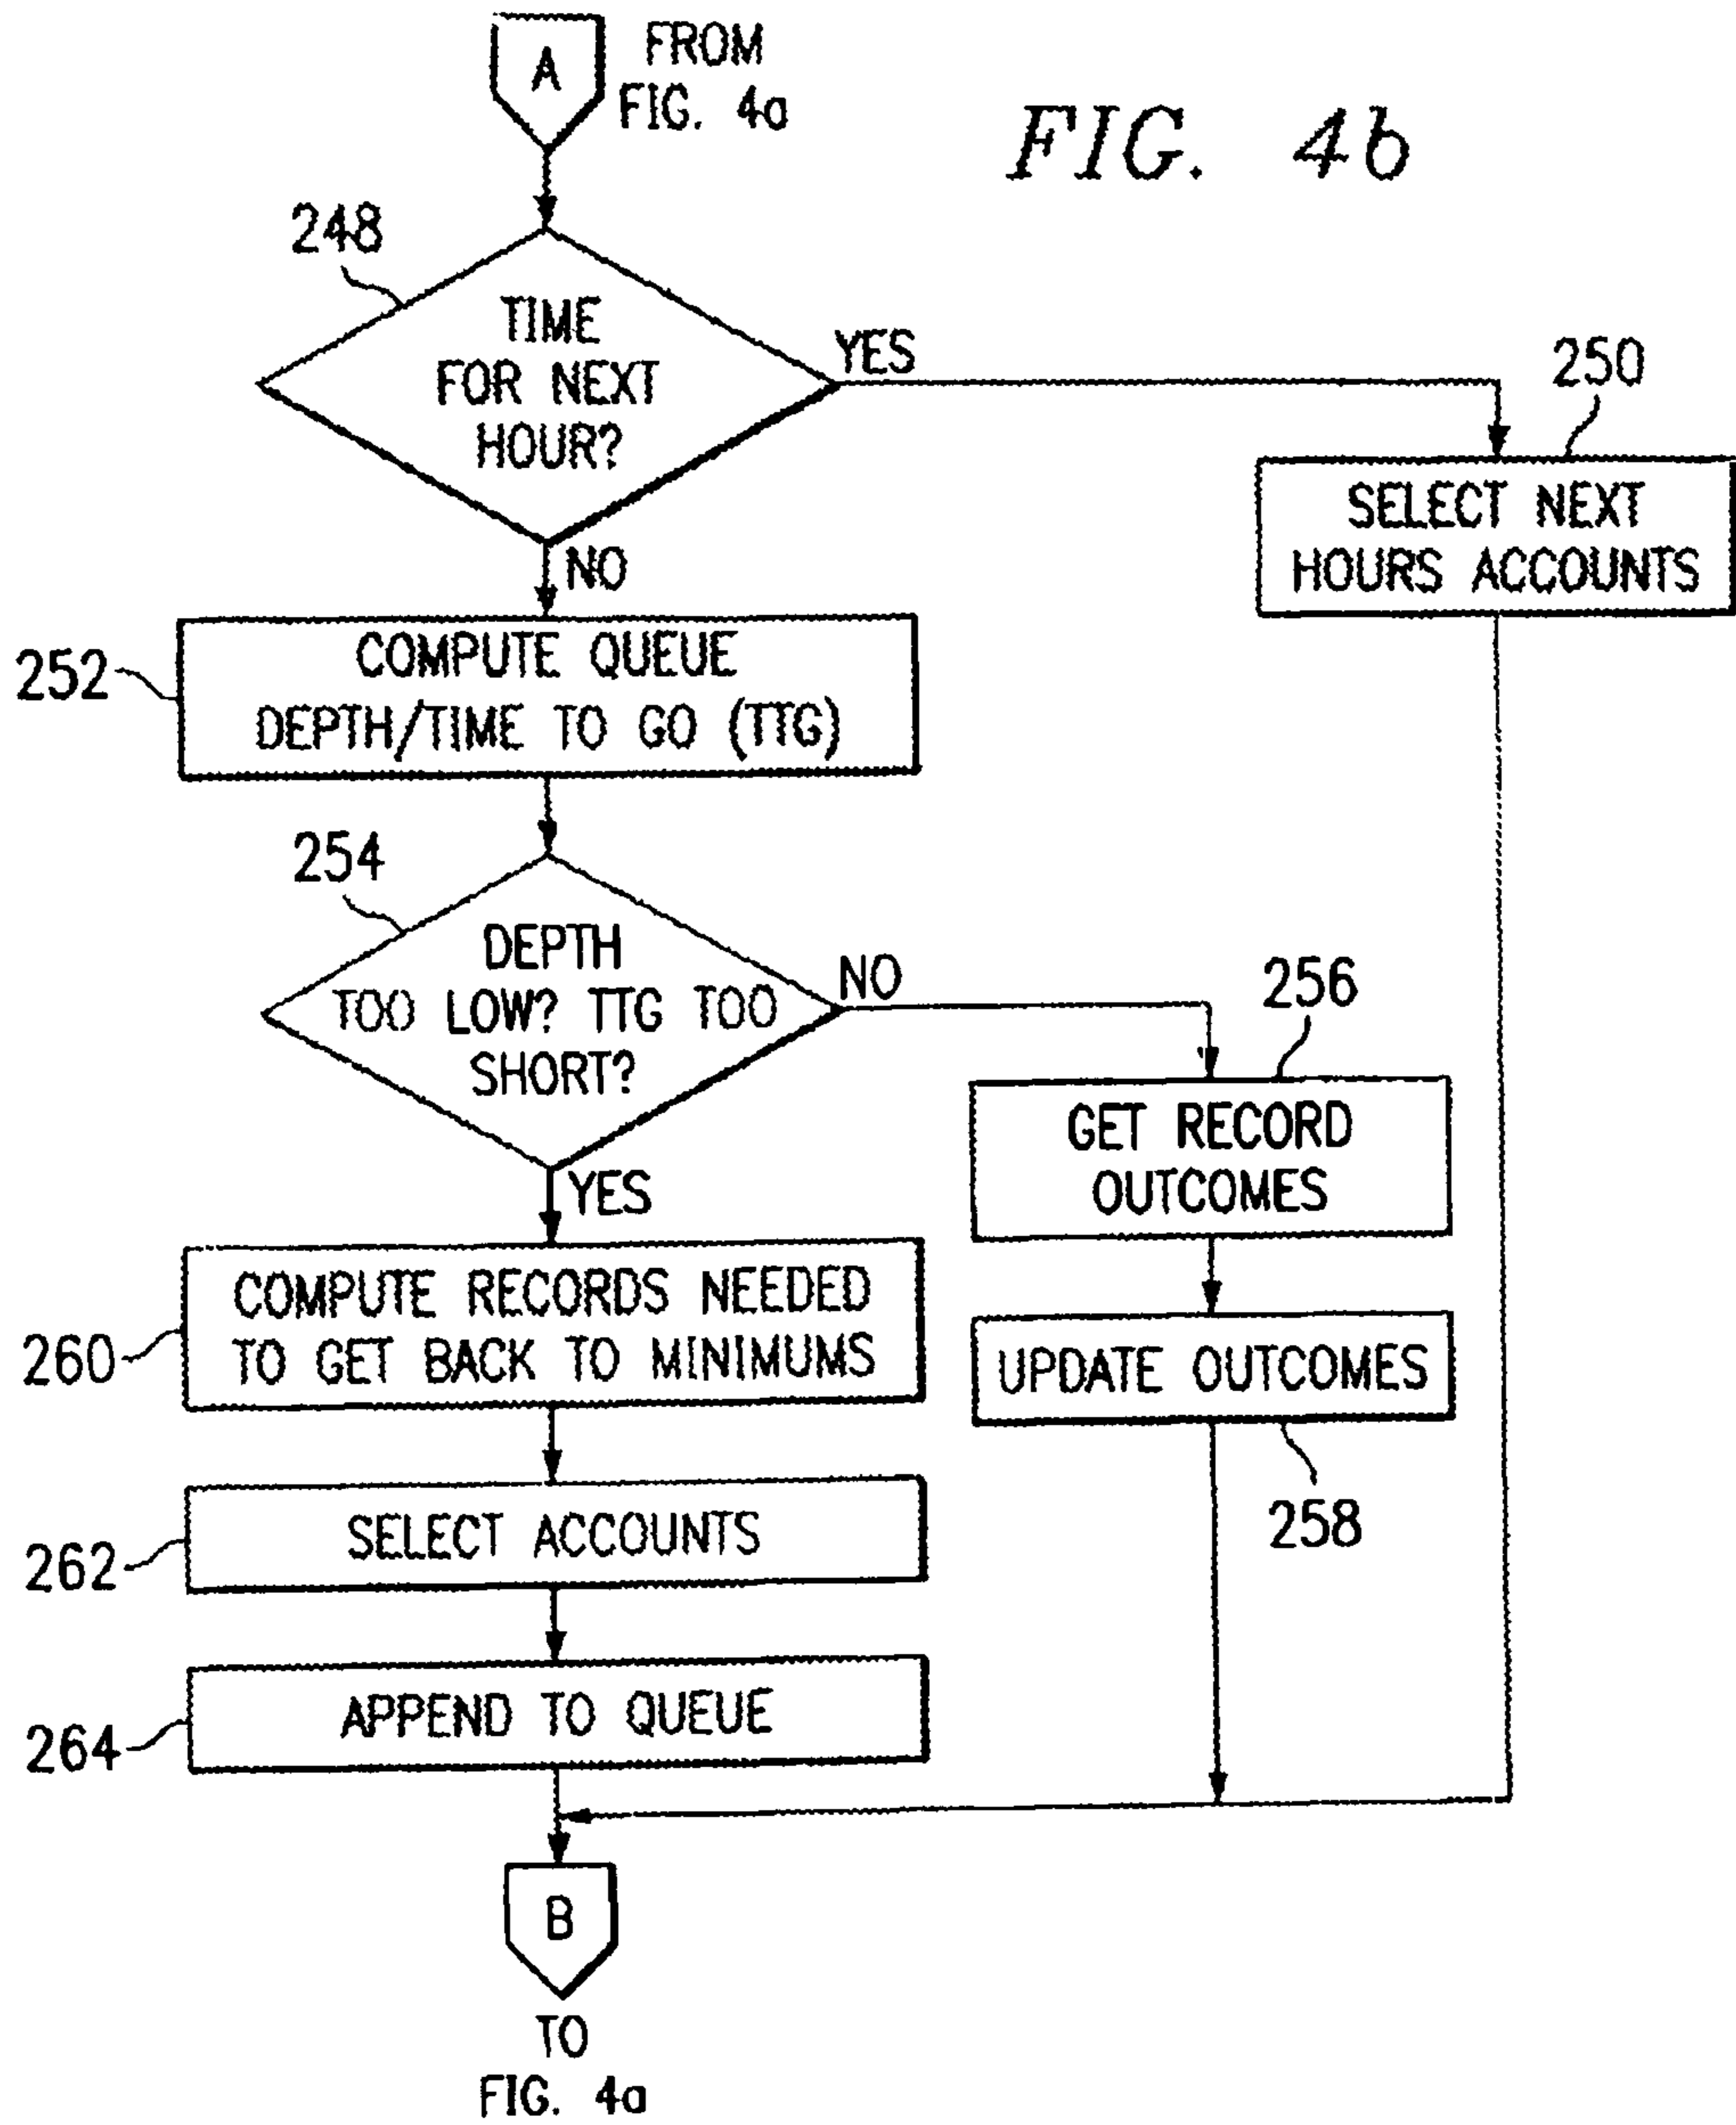 A
FROM
FIG. 4a
FIG. 4b
248
TIME
FOR NEXT
HOUR?
YES
250
SELECT NEXT
HOURS ACCOUNTS
NO
252
COMPUTE QUEUE
DEPTH/TIME TO GO (TTG)
254
DEPTH
TOO LOW? TTG TOO
SHORT?
NO
256
GET RECORD
OUTCOMES
YES
260
COMPUTE RECORDS NEEDED
TO GET BACK TO MINIMUMS
UPDATE OUTCOMES
258
262
SELECT ACCOUNTS
264
APPEND TO QUEUE
B
TO
FIG. 4a